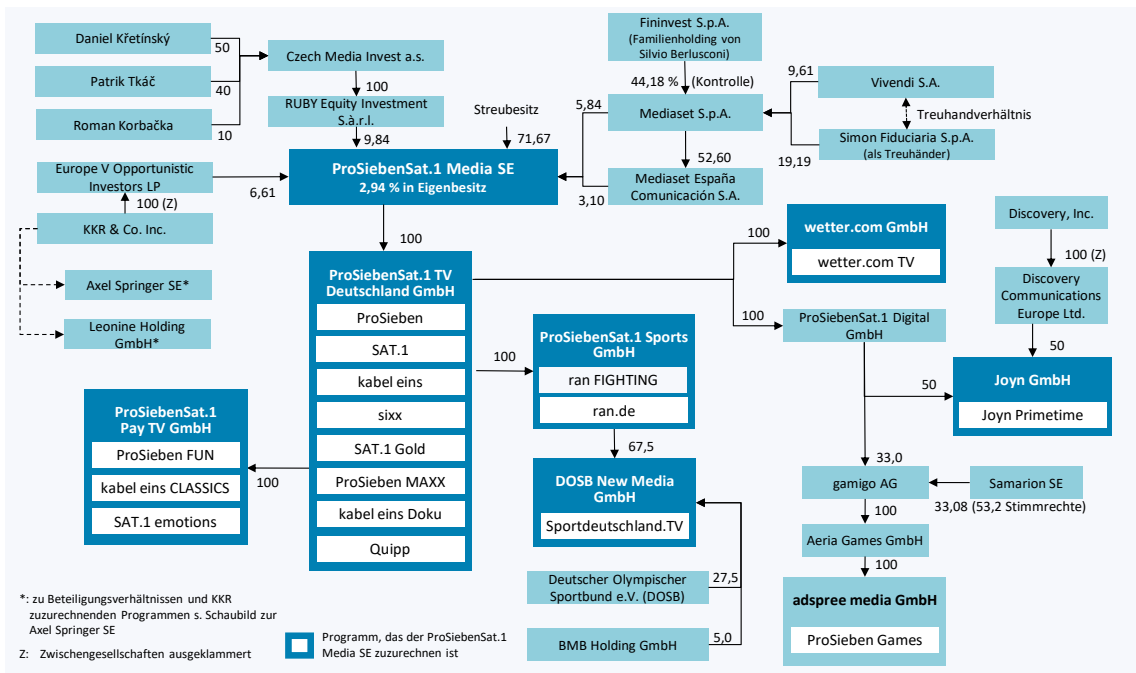 Daniel Křetínský
50
Patrik Tkáč
40
Roman Korbačka
10
Czech Media Invest a.s.
100
RUBY Equity Investment
S.à.r.l.
9,84
Streubesitz
71,67
Fininvest S.p.A.
(Familienholding von
Silvio Berlusconi)
44,18 %
(Kontrolle)
5,84
Mediaset S.p.A.
9,61
Vivendi S.A.
Treuhandverhältnis
Simon Fiduciaria S.p.A.
(als Treuhänder)
19,19
52,60
Mediaset España
Comunicación S.A.
3,10
ProSiebenSat.1 Media SE
2,94 % in Eigenbesitz
Europe V Opportunistic
Investors LP
6,61
100 (Z)
KKR & Co. Inc.
Axel Springer SE*
Leonine Holding
GmbH*
100
ProSiebenSat.1 TV
Deutschland GmbH
ProSieben
SAT.1
kabel eins
sixx
SAT.1 Gold
ProSieben MAXX
kabel eins Doku
Quipp
100
ProSiebenSat.1
Pay TV GmbH
ProSieben FUN
kabel eins CLASSICS
SAT.1 emotions
100
ProSiebenSat.1 Sports
GmbH
ran FIGHTING
ran.de
67,5
DOSB New Media
GmbH
Sportdeutschland.TV
Deutscher Olympischer
Sportbund e.V. (DOSB)
27,5
BMB Holding GmbH
5,0
100
wetter.com GmbH
wetter.com TV
100
ProSiebenSat.1 Digital
GmbH
Discovery, Inc.
100 (Z)
Discovery
Communications
Europe Ltd.
50
50
Joyn GmbH
Joyn Primetime
33,0
gamigo AG
Samarion SE
33,08 (53,2 Stimmrechte)
100
Aeria Games GmbH
100
adspree media GmbH
ProSieben Games
*: zu Beteiligungsverhältnissen und KKR
zuzurechnenden Programmen s. Schaubild zur
Axel Springer SE
Z: Zwischengesellschaften ausgeklammert
Programm, das der ProSiebenSat.1
Media SE zuzurechnen ist